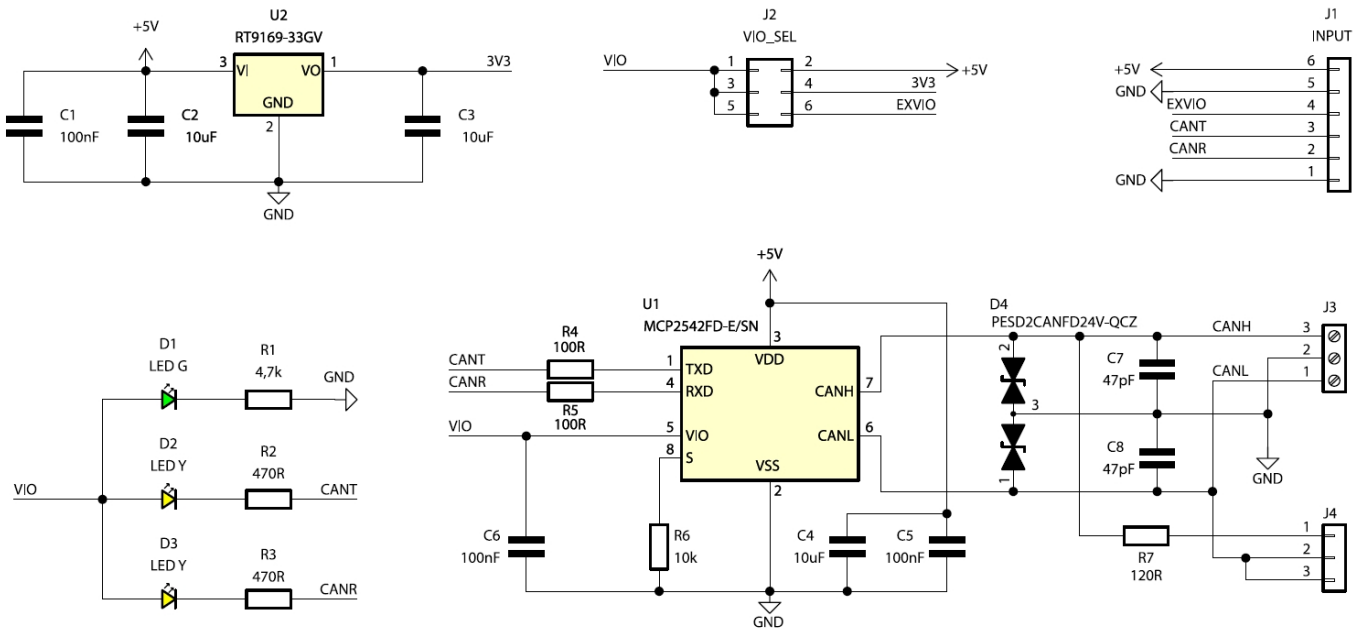 U2
RT9169-33GV
+5V
3 VI VO 1 3V3
GND
2
C1
100nF
C2
10uF
C3
10uF
GND
J2
VIO_SEL
VIO 1 2 +5V
3 4 3V3
5 6 EXVIO
J1
INPUT
+5V 6
GND 5
EXVIO 4
CANT 3
CANR 2
GND 1
D1
LED G
R1
4,7k
GND
D2
LED Y
R2
470R
VIO
CANT
D3
LED Y
R3
470R
CANR
+5V
U1
MCP2542FD-E/SN
3
VDD
R4
100R
CANT 1 TXD
CANR 4 RXD
R5
100R
VIO 5 VIO
8 S
CANH 7
CANL 6
VSS
2
C6
100nF
R6
10k
C4
10uF
C5
100nF
GND
D4
PESD2CANFD24V-QCZ
2
3
1
C7
47pF
C8
47pF
J3
CANH 3
2
CANL 1
GND
J4
1
2
3
R7
120R